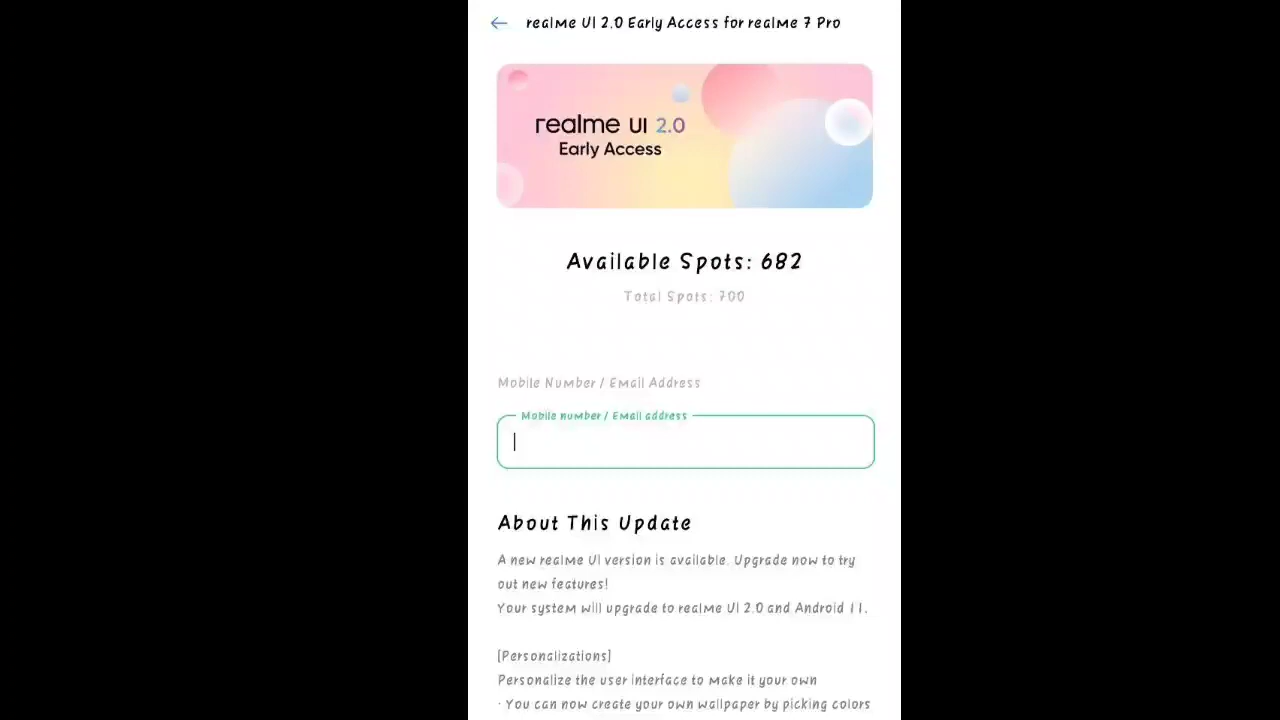 realme UI 2.0 Early Access for realme 7 Pro
realme UI 2.0
Early Access
Available Spots: 682
Total Spots: 700
Mobile Number / Email Address
Mobile number / Email address
About This Update
A new realme UI version is available. Upgrade now to try
out new features!
Your system will upgrade to realme UI 2.0 and Android 11.
[Personalizations]
Personalize the user interface to make it your own
· You can now create your own wallpaper by picking colors